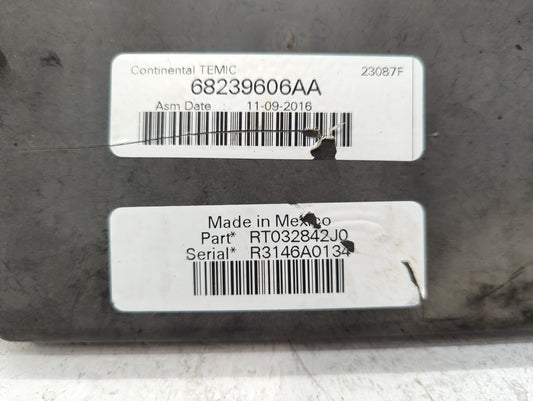 Continental TEMIC 23087F
68239606AA
Asm Date : 11-09-2016
Made in Mexico
Part* RT032842J0
Serial* R3146A0134